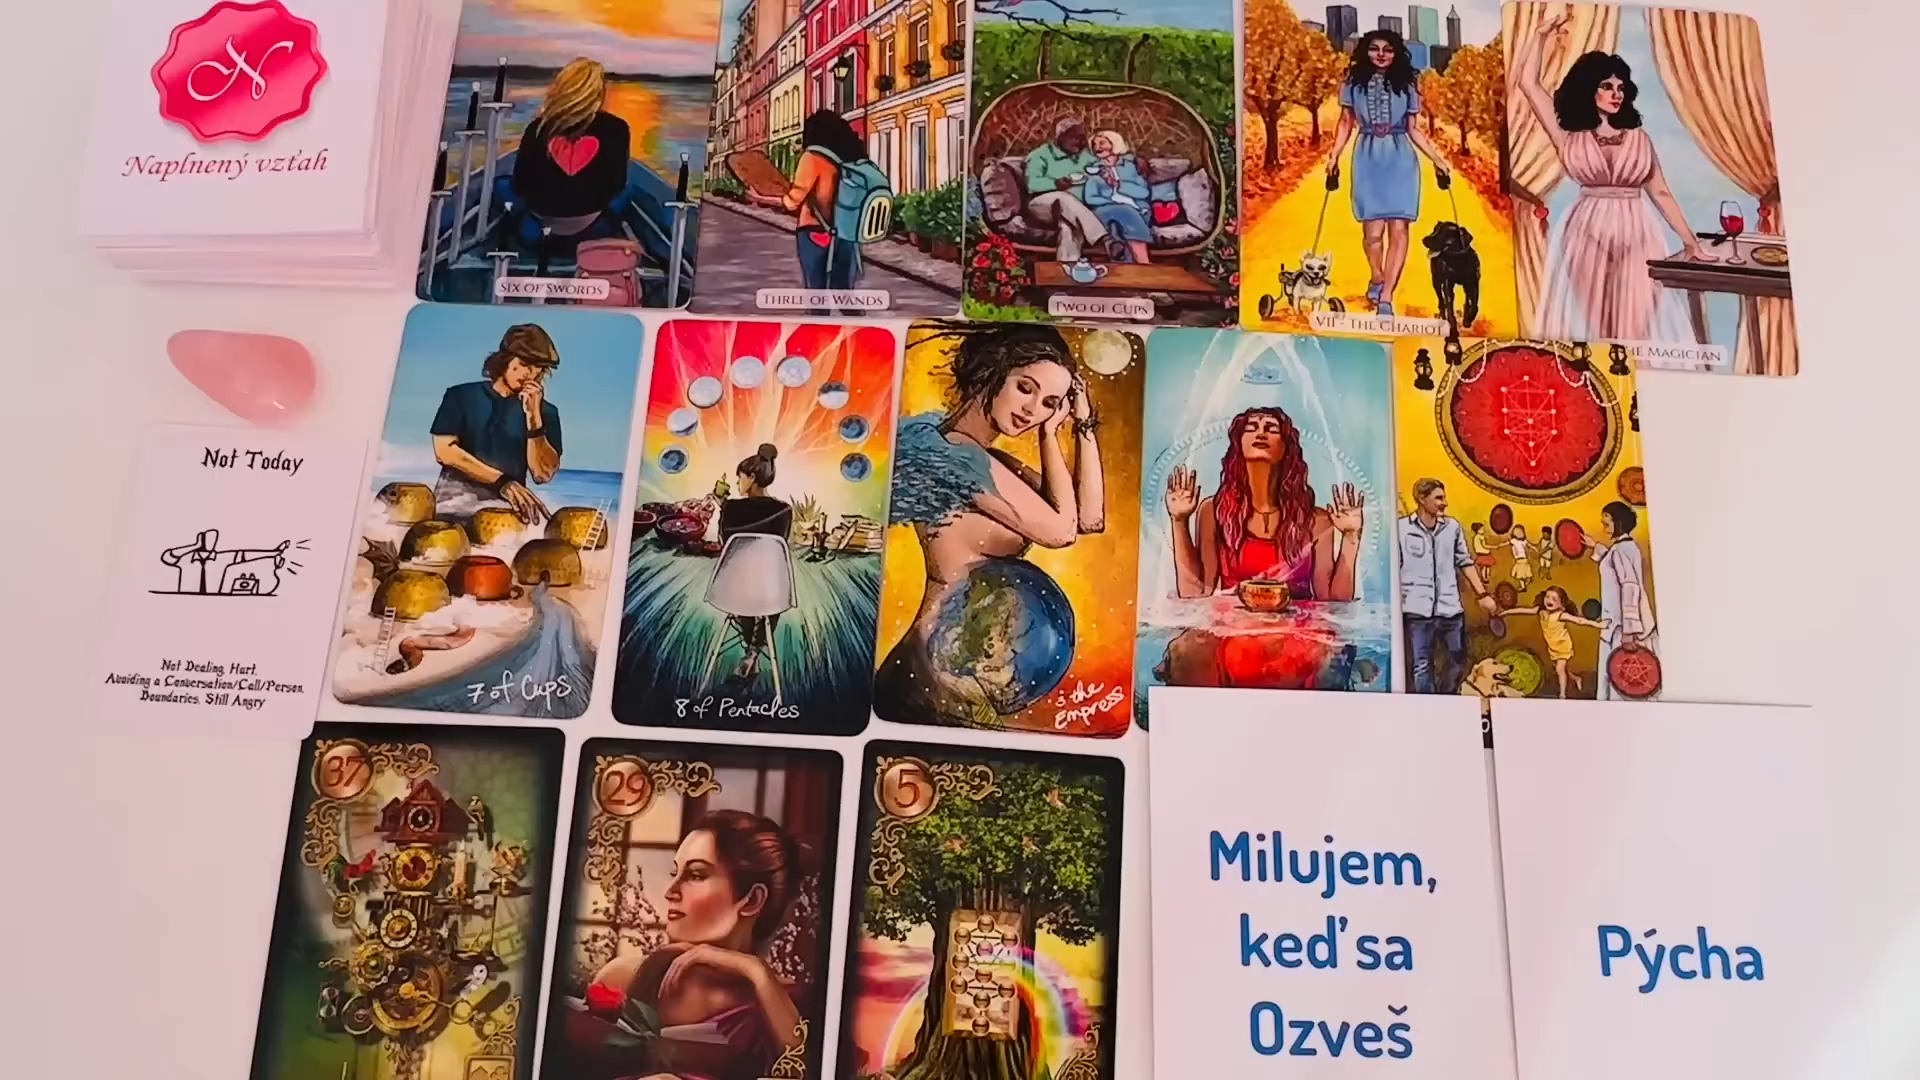 N
Naplnený vzťah
SIX OF SWORDS
THREE OF WANDS
TWO OF CUPS
VII - THE CHARIOT
THE MAGICIAN
Not Today
Not Dealing, Hurt,
Avoiding a Conversation/Call/Person,
Boundaries, Still Angry
7 of Cups
8 of Pentacles
3 the
Empress
37
29
5
Milujem,
keď sa
Ozveš
Pýcha